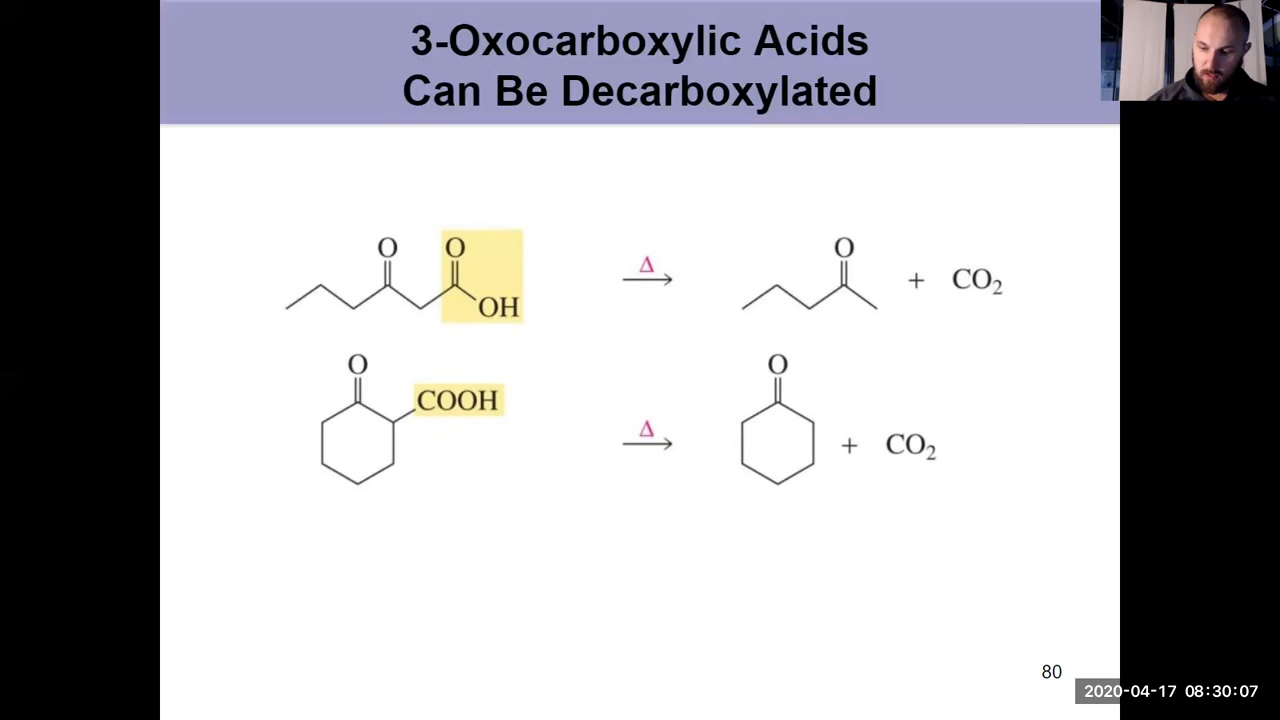 3-Oxocarboxylic Acids
Can Be Decarboxylated
O O
OH
Δ
O
+ CO₂
O
COOH
Δ
O
+ CO₂
80
2020-04-17 08:30:07